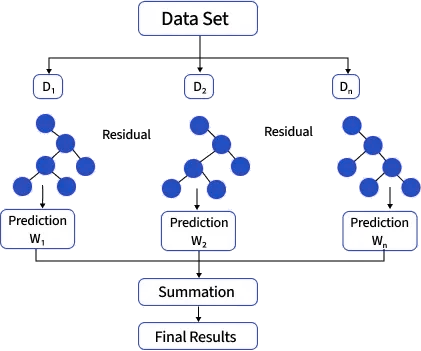 Data Set
D₁
D₂
Dₙ
Residual
Residual
Prediction
W₁
Prediction
W₂
Prediction
Wₙ
Summation
Final Results